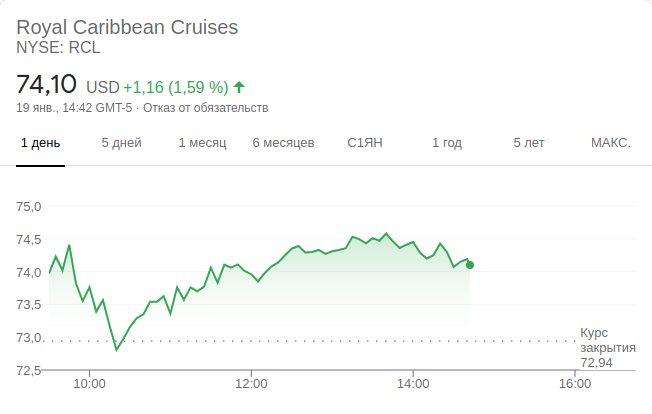 Royal Caribbean Cruises
NYSE: RCL
74,10 USD +1,16 (1,59 %)
19 янв., 14:42 GMT-5 · Отказ от обязательств
1 день 5 дней 1 месяц 6 месяцев С1ЯН 1 год 5 лет МАКС.
75,0
74,5
74,0
73,5
73,0
Курс
закрытия
72,94
72,5
10:00 12:00 14:00 16:00